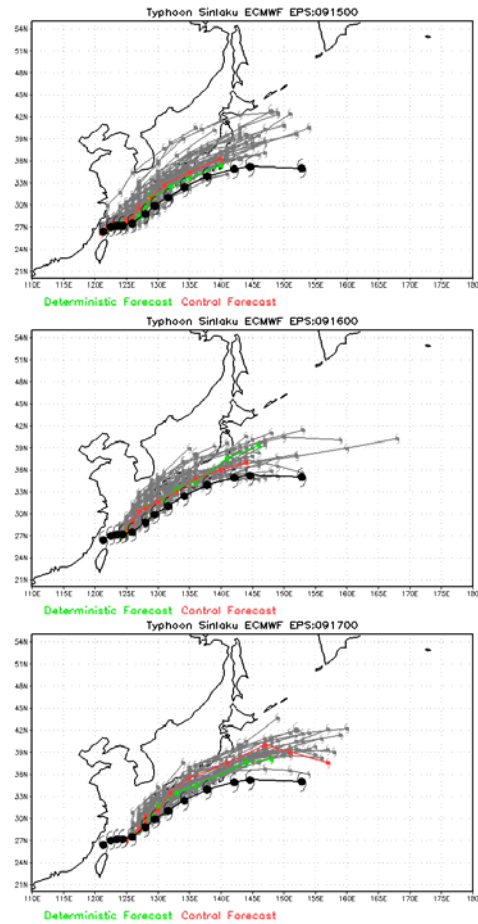 Typhoon Sinlaku ECMWF EPS:091500
54N
51N
48N
45N
42N
39N
36N
33N
30N
27N
24N
21N
110E 115E 120E 125E 130E 135E 140E 145E 150E 155E 160E 165E 170E 175E 180
Deterministic Forecast Control Forecast
Typhoon Sinlaku ECMWF EPS:091600
54N
51N
48N
45N
42N
39N
36N
33N
30N
27N
24N
21N
110E 115E 120E 125E 130E 135E 140E 145E 150E 155E 160E 165E 170E 175E 180
Deterministic Forecast Control Forecast
Typhoon Sinlaku ECMWF EPS:091700
54N
51N
48N
45N
42N
39N
36N
33N
30N
27N
24N
21N
110E 115E 120E 125E 130E 135E 140E 145E 150E 155E 160E 165E 170E 175E 180
Deterministic Forecast Control Forecast